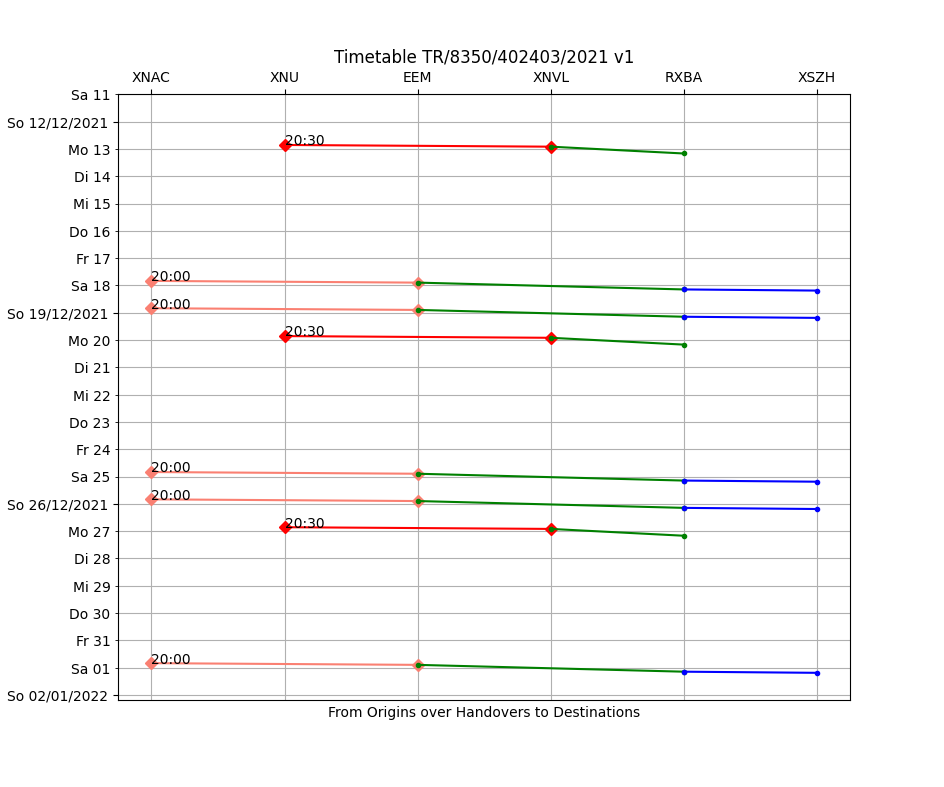 Timetable TR/8350/402403/2021 v1
XNAC XNU EEM XNVL RXBA XSZH
Sa 11
So 12/12/2021
20:30
Mo 13
Di 14
Mi 15
Do 16
Fr 17
20:00
Sa 18
20:00
So 19/12/2021
20:30
Mo 20
Di 21
Mi 22
Do 23
Fr 24
20:00
Sa 25
20:00
So 26/12/2021
20:30
Mo 27
Di 28
Mi 29
Do 30
Fr 31
20:00
Sa 01
So 02/01/2022
From Origins over Handovers to Destinations